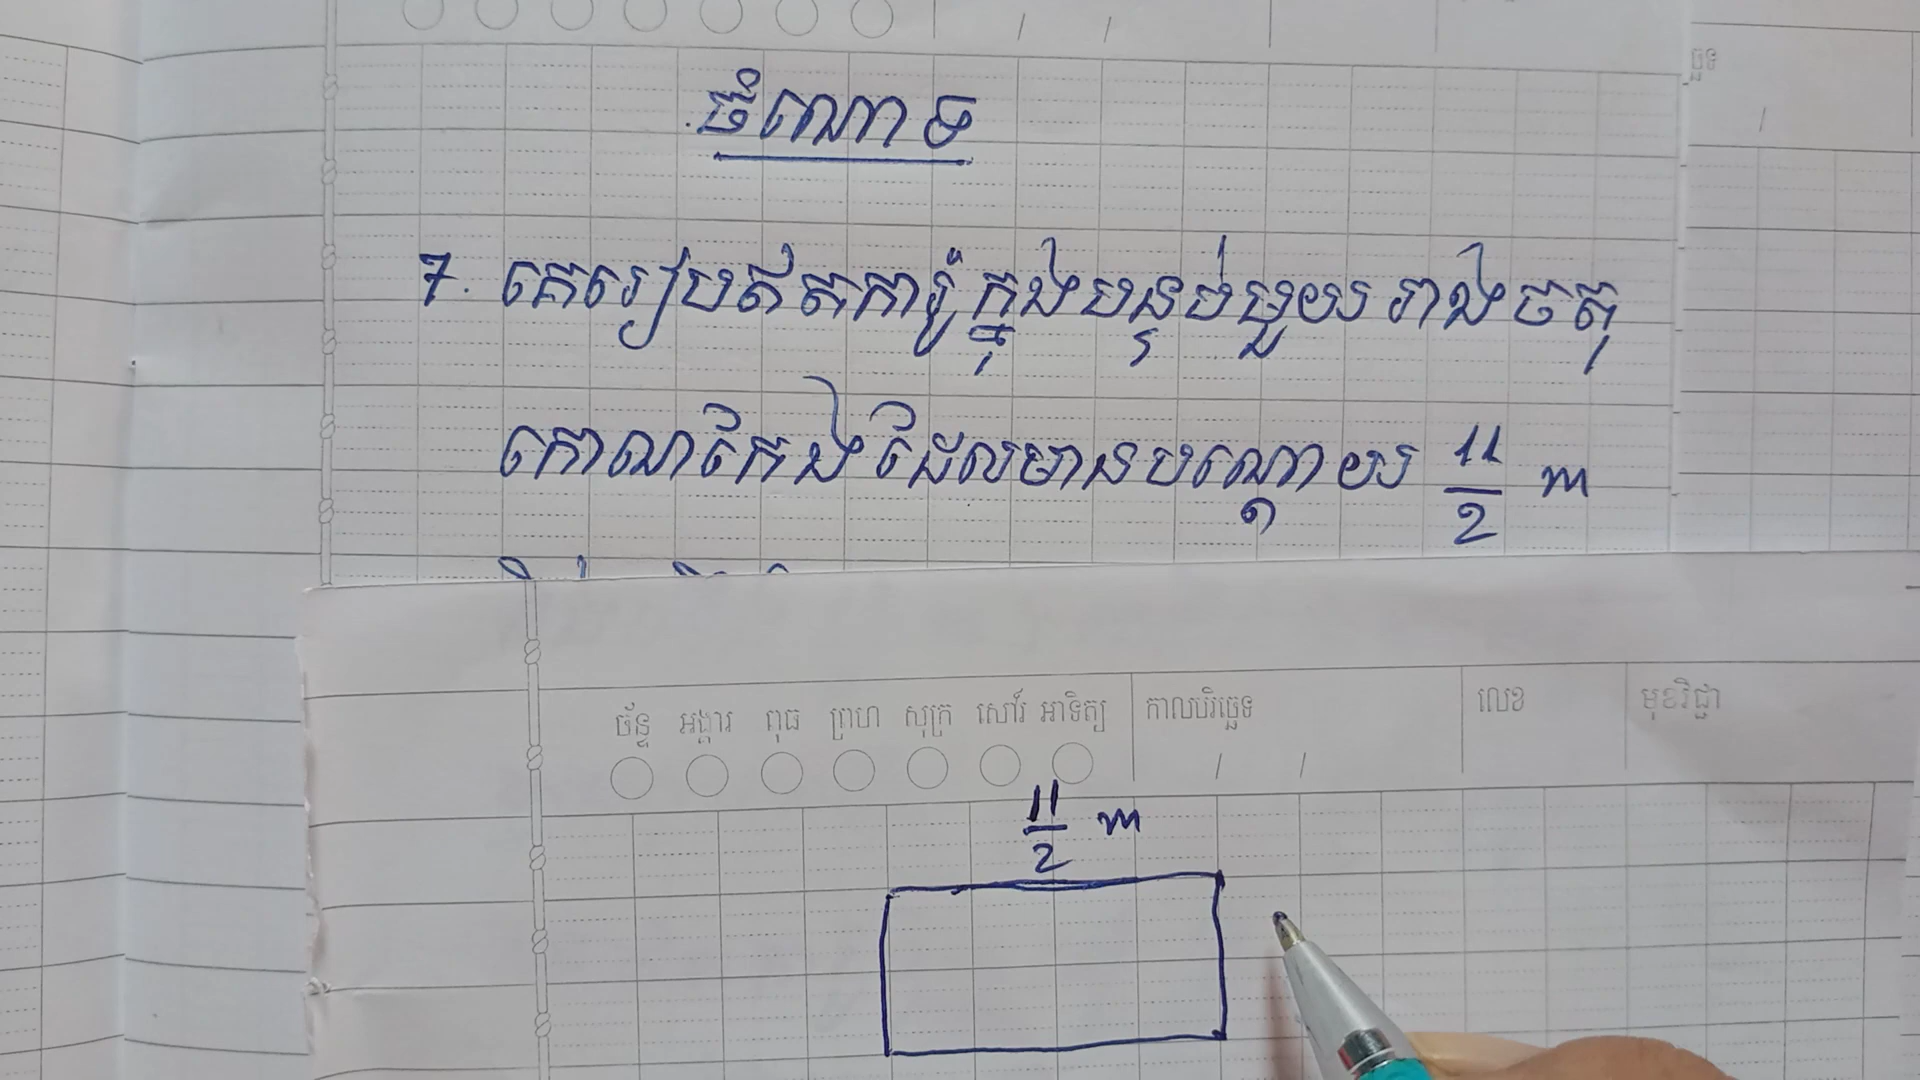 ចំណោទ
7. គេរៀបឥតការ៉ូក្នុងបន្ទប់មួយរាងចតុ
កោណកែងដែលមានបណ្ដោយ 11/2 m
ច័ន្ទ អង្គារ ពុធ ព្រហ សុក្រ សៅរ៍ អាទិត្យ កាលបរិច្ឆេទ លេខ មុខវិជ្ជា
/ /
11/2 m